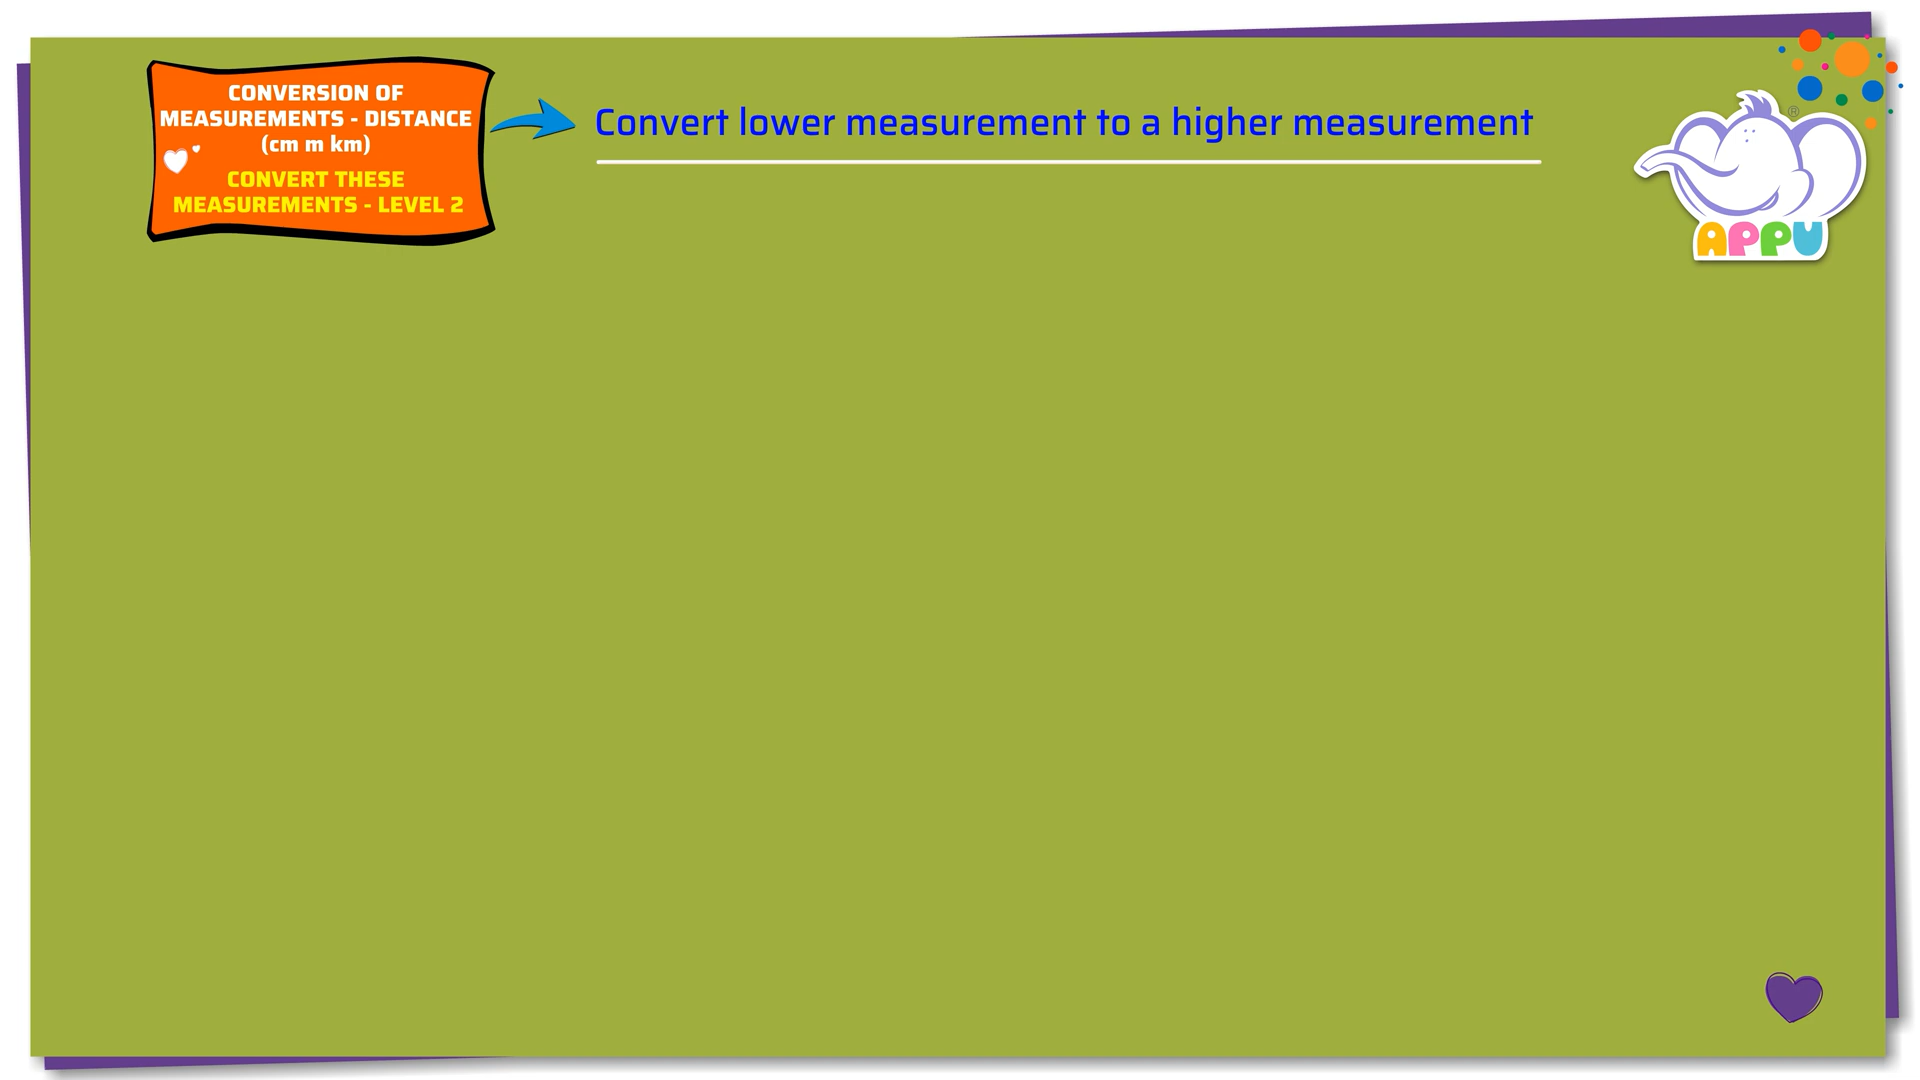 CONVERSION OF
MEASUREMENTS - DISTANCE
(cm m km)
CONVERT THESE
MEASUREMENTS - LEVEL 2
Convert lower measurement to a higher measurement
®
APPU